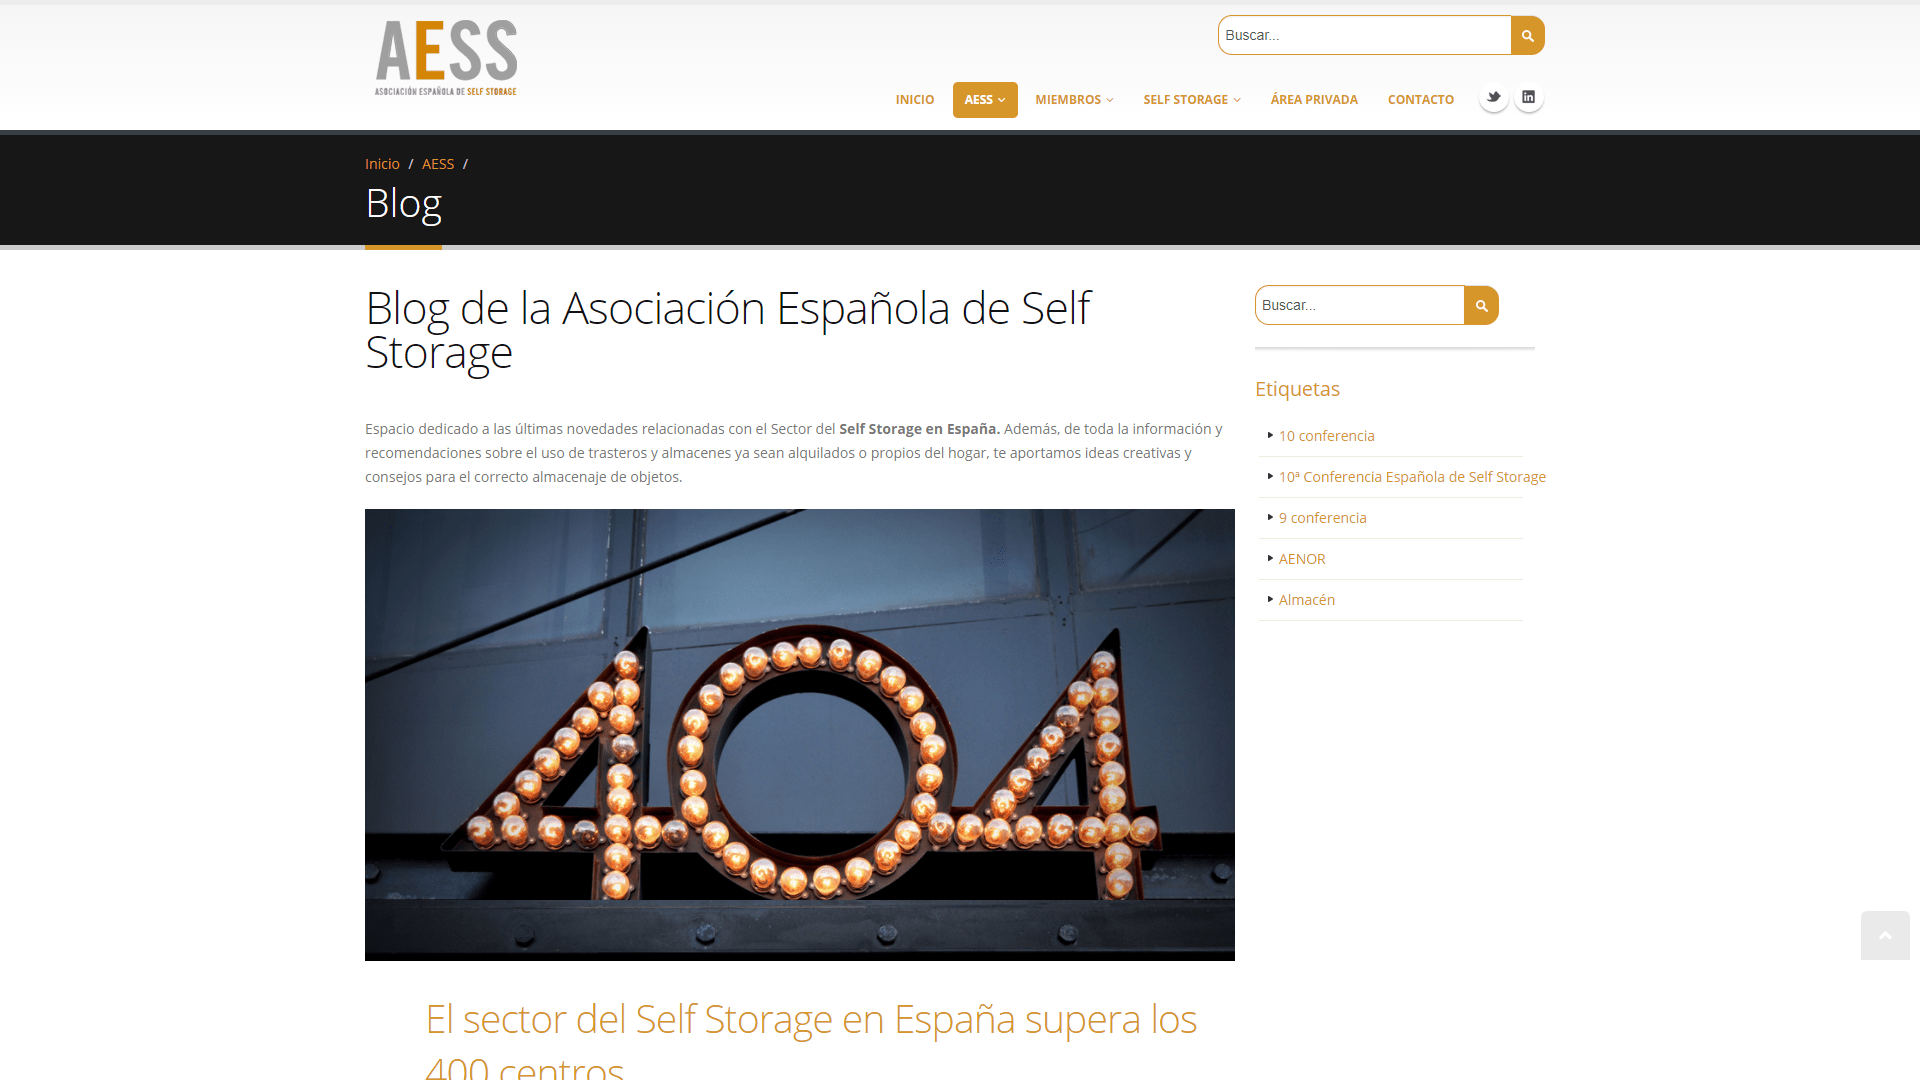 AESS
ASOCIACIÓN ESPAÑOLA DE SELF STORAGE
Buscar...
INICIO
AESS
MIEMBROS
SELF STORAGE
ÁREA PRIVADA
CONTACTO
Inicio / AESS /
Blog
Blog de la Asociación Española de Self
Storage
Espacio dedicado a las últimas novedades relacionadas con el Sector del Self Storage en España. Además, de toda la información y
recomendaciones sobre el uso de trasteros y almacenes ya sean alquilados o propios del hogar, te aportamos ideas creativas y
consejos para el correcto almacenaje de objetos.
404
El sector del Self Storage en España supera los
400 centros
Buscar...
Etiquetas
10 conferencia
10ª Conferencia Española de Self Storage
9 conferencia
AENOR
Almacén